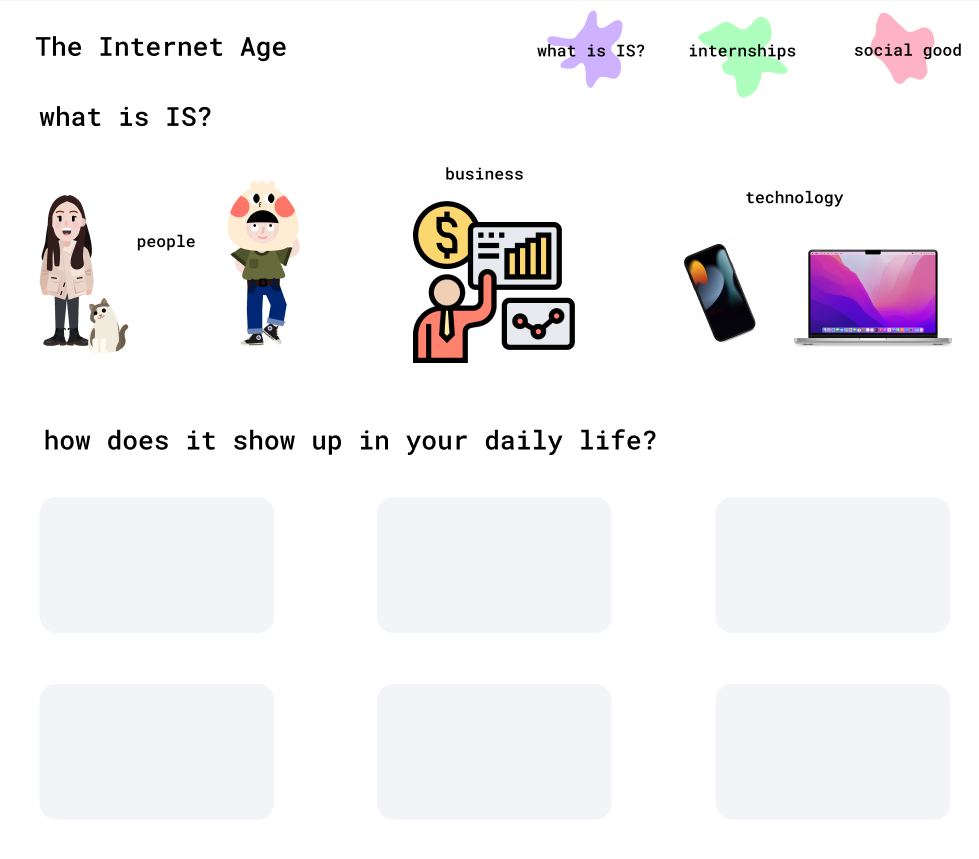 The Internet Age
what is IS?
internships
social good
what is IS?
people
business
technology
$
how does it show up in your daily life?